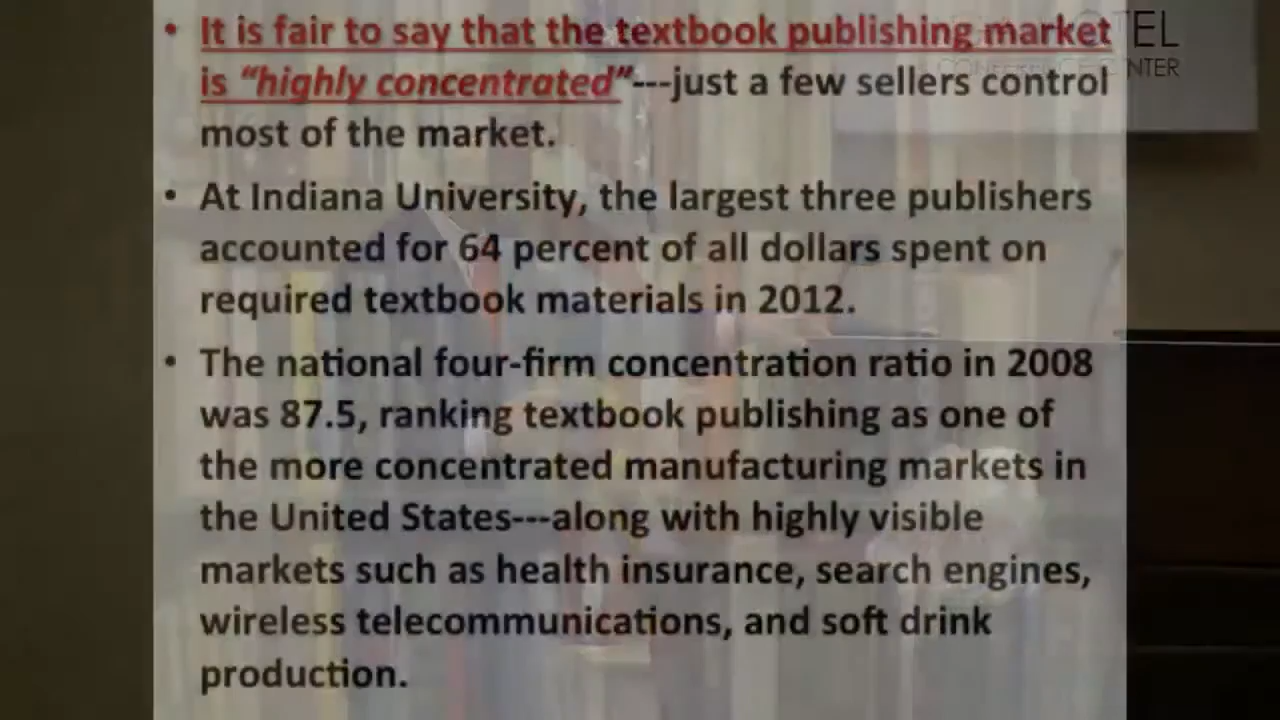 • It is fair to say that the textbook publishing market
is “highly concentrated”---just a few sellers control
most of the market.
• At Indiana University, the largest three publishers
accounted for 64 percent of all dollars spent on
required textbook materials in 2012.
• The national four-firm concentration ratio in 2008
was 87.5, ranking textbook publishing as one of
the more concentrated manufacturing markets in
the United States---along with highly visible
markets such as health insurance, search engines,
wireless telecommunications, and soft drink
production.
CONFERENCE CENTER